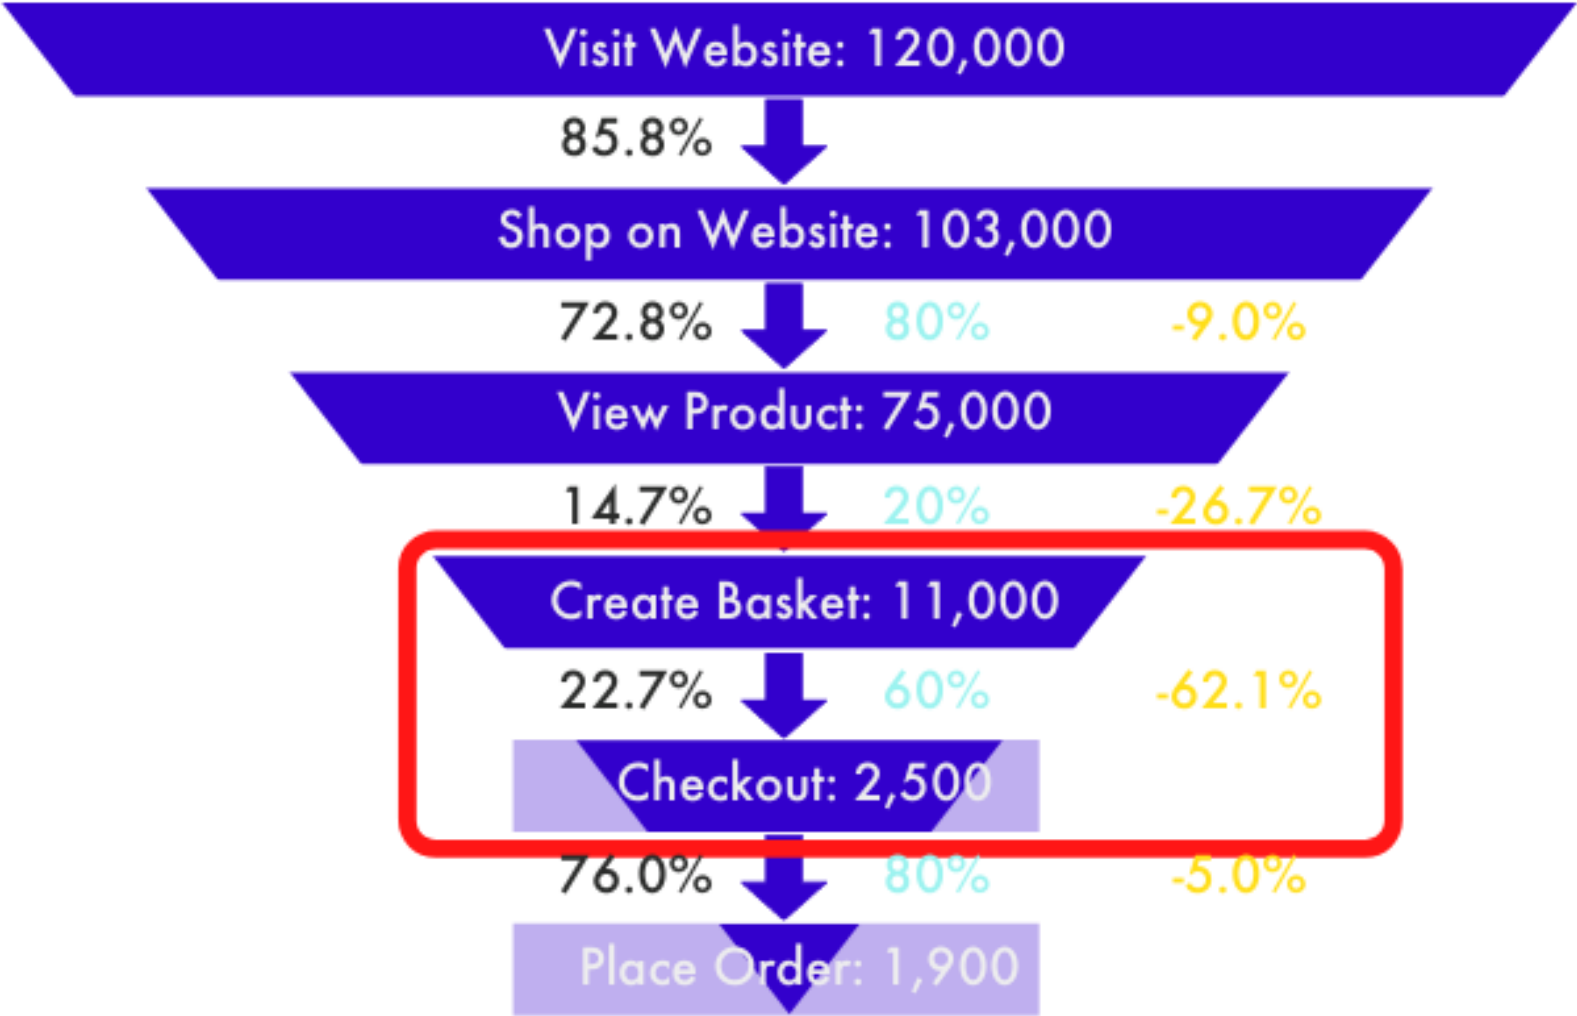 Visit Website: 120,000
85.8%
Shop on Website: 103,000
72.8% 80% -9.0%
View Product: 75,000
14.7% 20% -26.7%
Create Basket: 11,000
22.7% 60% -62.1%
Checkout: 2,500
76.0% 80% -5.0%
Place Order: 1,900